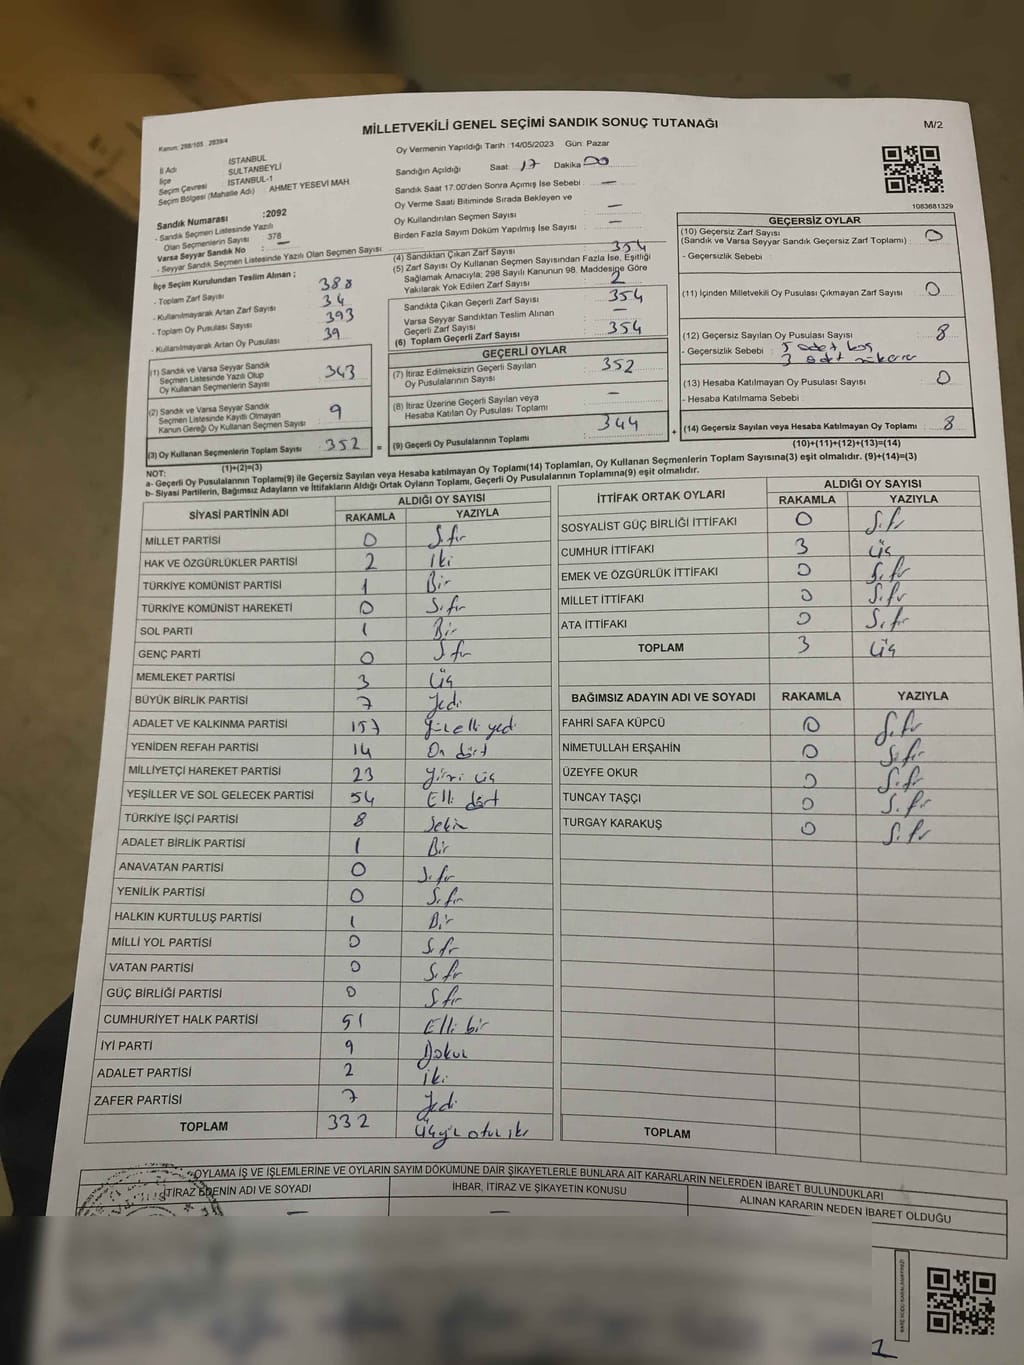 MİLLETVEKİLİ GENEL SEÇİMİ SANDIK SONUÇ TUTANAĞI
M/2
Kanun: 298/105 , 2839/4
İl Adı İSTANBUL
İlçe SULTANBEYLİ
Seçim Çevresi İSTANBUL-1
Seçim Bölgesi (Mahalle Adı) AHMET YESEVİ MAH
Sandık Numarası :2092
- Sandık Seçmen Listesinde Yazılı
Olan Seçmenlerin Sayısı 378
Varsa Seyyar Sandık No : —
- Seyyar Sandık Seçmen Listesinde Yazılı Olan Seçmen Sayısı
Oy Vermenin Yapıldığı Tarih : 14/05/2023 Gün: Pazar
Sandığın Açıldığı Saat: 17 Dakika 00
Sandık Saat 17.00'den Sonra Açımış İse Sebebi : —
Oy Verme Saati Bitiminde Sırada Bekleyen ve
Oy Kullandırılan Seçmen Sayısı : —
Birden Fazla Sayım Döküm Yapılmış İse Sayısı : —
1083681329
İlçe Seçim Kurulundan Teslim Alınan ;
- Toplam Zarf Sayısı : 388
- Kullanılmayarak Artan Zarf Sayısı : 34
- Toplam Oy Pusulası Sayısı : 393
- Kullanılmayarak Artan Oy Pusulası : 39
(1) Sandık ve Varsa Seyyar Sandık
Seçmen Listesinde Yazılı Olup
Oy Kullanan Seçmenlerin Sayısı : 343
(2) Sandık ve Varsa Seyyar Sandık
Seçmen Listesinde Kayıtlı Olmayan
Kanun Gereği Oy Kullanan Seçmen Sayısı : 9
(3) Oy Kullanan Seçmenlerin Toplam Sayısı : 352
(1)+(2)=(3)
(4) Sandıktan Çıkan Zarf Sayısı : 354
(5) Zarf Sayısı Oy Kullanan Seçmen Sayısından Fazla İse, Eşitliği
Sağlamak Amacıyla; 298 Sayılı Kanunun 98. Maddesine Göre
Yakılarak Yok Edilen Zarf Sayısı : 2
Sandıkta Çıkan Geçerli Zarf Sayısı : 354
Varsa Seyyar Sandıktan Teslim Alınan
Geçerli Zarf Sayısı : —
(6) Toplam Geçerli Zarf Sayısı : 354
GEÇERLİ OYLAR
(7) İtiraz Edilmeksizin Geçerli Sayılan
Oy Pusulasının Sayısı : 352
(8) İtiraz Üzerine Geçerli Sayılan veya
Hesaba Katılan Oy Pusulası Toplamı : —
= (9) Geçerli Oy Pusulalarının Toplamı : 344 +
GEÇERSİZ OYLAR
(10) Geçersiz Zarf Sayısı
(Sandık ve Varsa Seyyar Sandık Geçersiz Zarf Toplamı) : 0
- Geçersizlik Sebebi :
(11) İçinden Milletvekili Oy Pusulası Çıkmayan Zarf Sayısı : 0
(12) Geçersiz Sayılan Oy Pusulası Sayısı : 8
- Geçersizlik Sebebi : 5 adet boş
3 adet
(13) Hesaba Katılmayan Oy Pusulası Sayısı : 0
- Hesaba Katılmama Sebebi :
(14) Geçersiz Sayılan veya Hesaba Katılmayan Oy Pusulası Toplamı : 8
(10)+(11)+(12)+(13)=(14)
NOT:
a- Geçerli Oy Pusulalarının Toplamı(9) ile Geçersiz Sayılan veya Hesaba katılmayan Oy Toplamı(14) Toplamları, Oy Kullanan Seçmenlerin Toplam Sayısına(3) eşit olmalıdır. (9)+(14)=(3)
b- Siyasi Partilerin, Bağımsız Adayların ve İttifakların Aldığı Ortak Oyların Toplamı, Geçerli Oy Pusulalarının Toplamına(9) eşit olmalıdır.
SİYASİ PARTİNİN ADI ALDIĞI OY SAYISI
RAKAMLA YAZIYLA
MİLLET PARTİSİ 0 Sıfır
HAK VE ÖZGÜRLÜKLER PARTİSİ 2 İki
TÜRKİYE KOMÜNİST PARTİSİ 1 Bir
TÜRKİYE KOMÜNİST HAREKETİ 0 Sıfır
SOL PARTİ 1 Bir
GENÇ PARTİ 0 Sıfır
MEMLEKET PARTİSİ 3 Üç
BÜYÜK BİRLİK PARTİSİ 7 Yedi
ADALET VE KALKINMA PARTİSİ 157 Yüz elli yedi
YENİDEN REFAH PARTİSİ 14 On dört
MİLLİYETÇİ HAREKET PARTİSİ 23 Yirmi üç
YEŞİLLER VE SOL GELECEK PARTİSİ 54 Elli dört
TÜRKİYE İŞÇİ PARTİSİ 8 Sekiz
ADALET BİRLİK PARTİSİ 1 Bir
ANAVATAN PARTİSİ 0 Sıfır
YENİLİK PARTİSİ 0 Sıfır
HALKIN KURTULUŞ PARTİSİ 1 Bir
MİLLİ YOL PARTİSİ 0 Sıfır
VATAN PARTİSİ 0 Sıfır
GÜÇ BİRLİĞİ PARTİSİ 0 Sıfır
CUMHURİYET HALK PARTİSİ 51 Elli bir
İYİ PARTİ 9 Dokuz
ADALET PARTİSİ 2 İki
ZAFER PARTİSİ 7 Yedi
TOPLAM 332 Üçyüz otuz iki
İTTİFAK ORTAK OYLARI ALDIĞI OY SAYISI
RAKAMLA YAZIYLA
SOSYALİST GÜÇ BİRLİĞİ İTTİFAKI 0 Sıfır
CUMHUR İTTİFAKI 3 Üç
EMEK VE ÖZGÜRLÜK İTTİFAKI 0 Sıfır
MİLLET İTTİFAKI 0 Sıfır
ATA İTTİFAKI 0 Sıfır
TOPLAM 3 Üç
BAĞIMSIZ ADAYIN ADI VE SOYADI RAKAMLA YAZIYLA
FAHRİ SAFA KÜPCÜ 0 Sıfır
NİMETULLAH ERŞAHİN 0 Sıfır
ÜZEYFE OKUR 0 Sıfır
TUNCAY TAŞÇI 0 Sıfır
TURGAY KARAKUŞ 0 Sıfır
TOPLAM
OYLAMA İŞ VE İŞLEMLERİNE VE OYLARIN SAYIM DÖKÜMÜNE DAİR ŞİKAYETLERLE BUNLARA AİT KARARLARIN NELERDEN İBARET BULUNDUKLARI
İTİRAZ EDENİN ADI VE SOYADI İHBAR, İTİRAZ VE ŞİKAYETİN KONUSU ALINAN KARARIN NEDEN İBARET OLDUĞU
— —
1